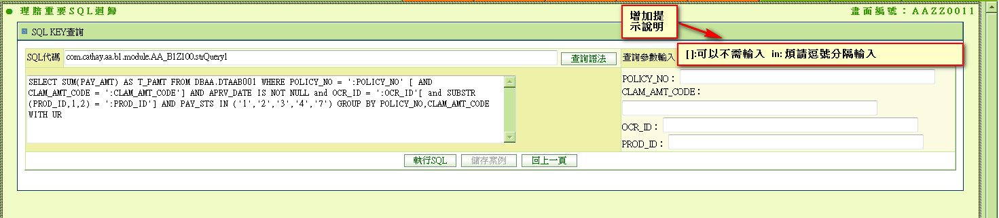 理賠重要SQL迴歸
畫面編號：AAZZ0011
增加提
示說明
SQL KEY查詢
SQL代碼 com.cathay.aa.b1.module.AA_B1Z100.strQuery1 查詢語法 查詢參數輸入
[]:可以不需輸入 in:煩請逗號分隔輸入
SELECT SUM(PAY_AMT) AS T_PAMT FROM DBAA.DTAAB001 WHERE POLICY_NO = ':POLICY_NO' [ AND
CLAM_AMT_CODE = ':CLAM_AMT_CODE'] AND APRV_DATE IS NOT NULL and OCR_ID = ':OCR_ID'[ and SUBSTR
(PROD_ID,1,2) = ':PROD_ID'] AND PAY_STS IN ('1','2','3','4','7') GROUP BY POLICY_NO,CLAM_AMT_CODE
WITH UR
POLICY_NO：
CLAM_AMT_CODE：
OCR_ID：
PROD_ID：
執行SQL 儲存案例 回上一頁